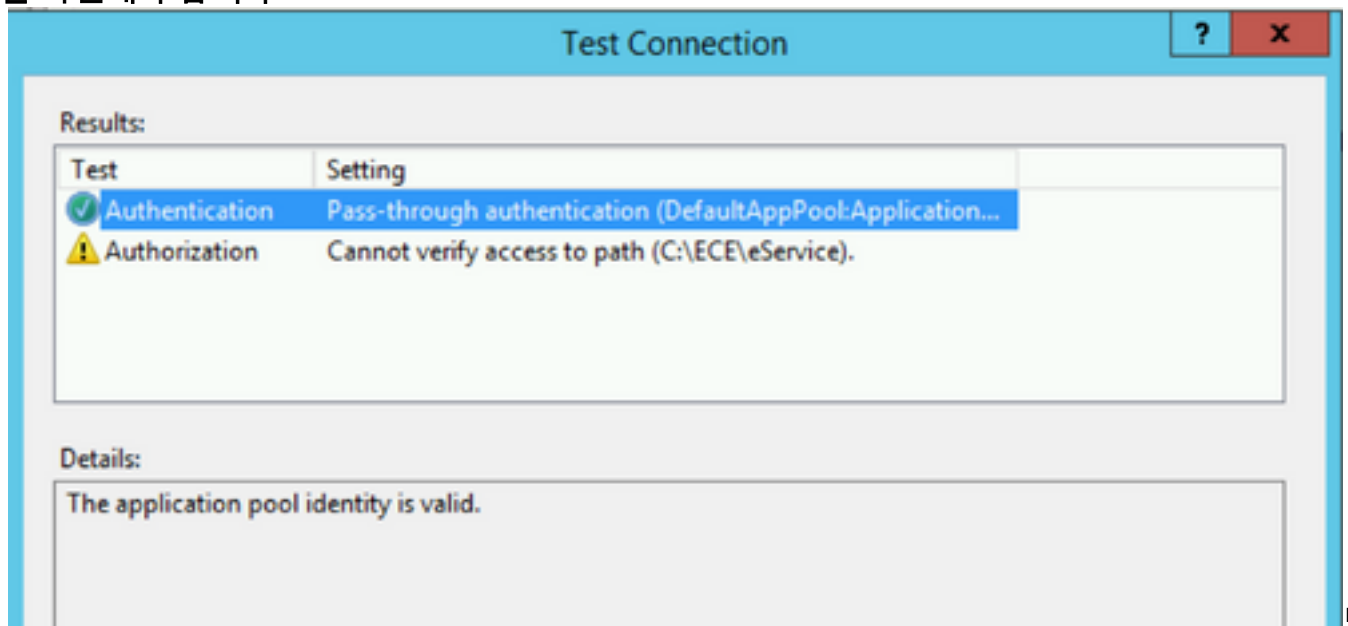 Test Connection
? x
Results:
Test Setting
Authentication Pass-through authentication (DefaultAppPool:Application...
Authorization Cannot verify access to path (C:\ECE\eService).
Details:
The application pool identity is valid.